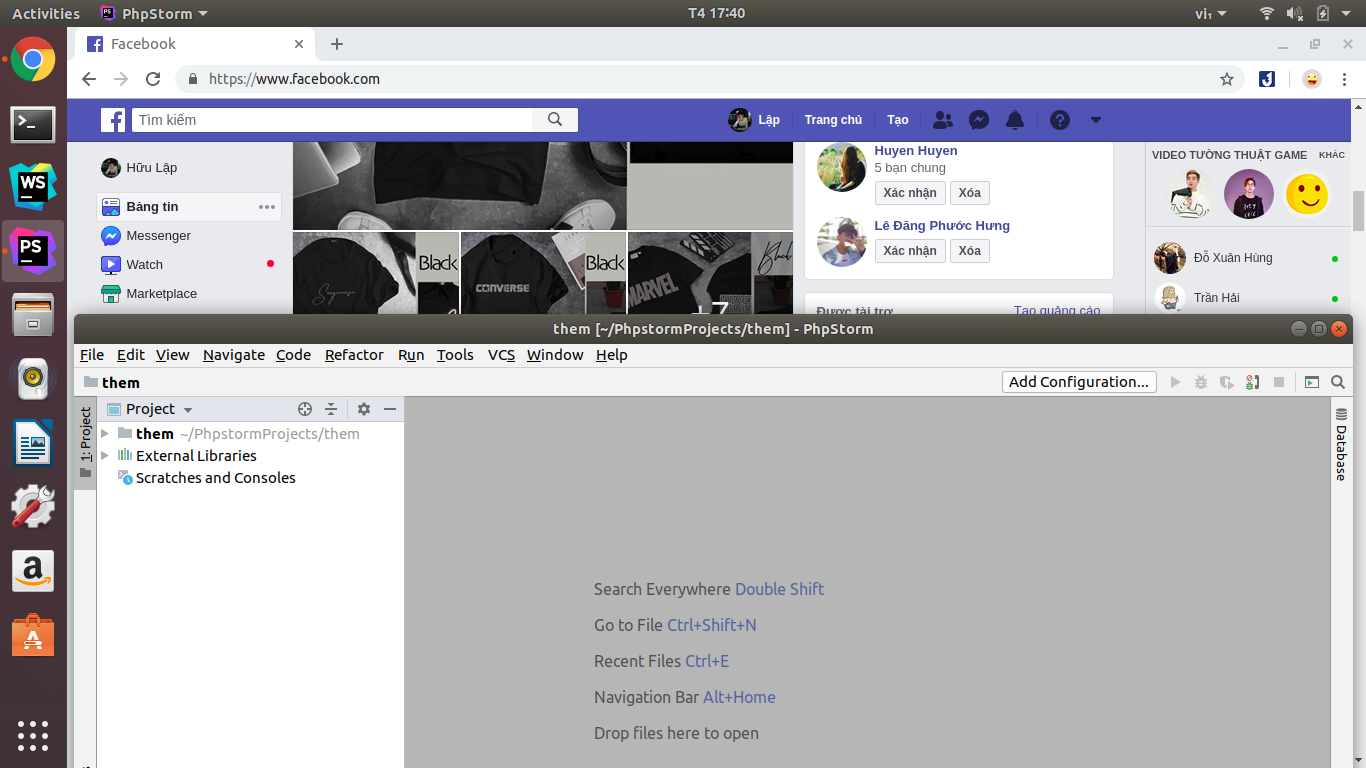 Activities
PhpStorm
T4 17:40
vi₁
Facebook
https://www.facebook.com
Tìm kiếm
Lập
Trang chủ
Tạo
Hữu Lập
Bảng tin
Messenger
Watch
Marketplace
Black
Black
Black
CONVERSE
MARVEL
+7
Huyen Huyen
5 bạn chung
Xác nhận
Xóa
Lê Đăng Phước Hưng
Xác nhận
Xóa
Được tài trợ
Tạo quảng cáo
VIDEO TƯỜNG THUẬT GAME
KHÁC
Đỗ Xuân Hùng
Trần Hải
WS
PS
them [~/PhpstormProjects/them] - PhpStorm
File Edit View Navigate Code Refactor Run Tools VCS Window Help
them
Add Configuration...
1: Project
Project
them ~/PhpstormProjects/them
External Libraries
Scratches and Consoles
Database
Search Everywhere Double Shift
Go to File Ctrl+Shift+N
Recent Files Ctrl+E
Navigation Bar Alt+Home
Drop files here to open